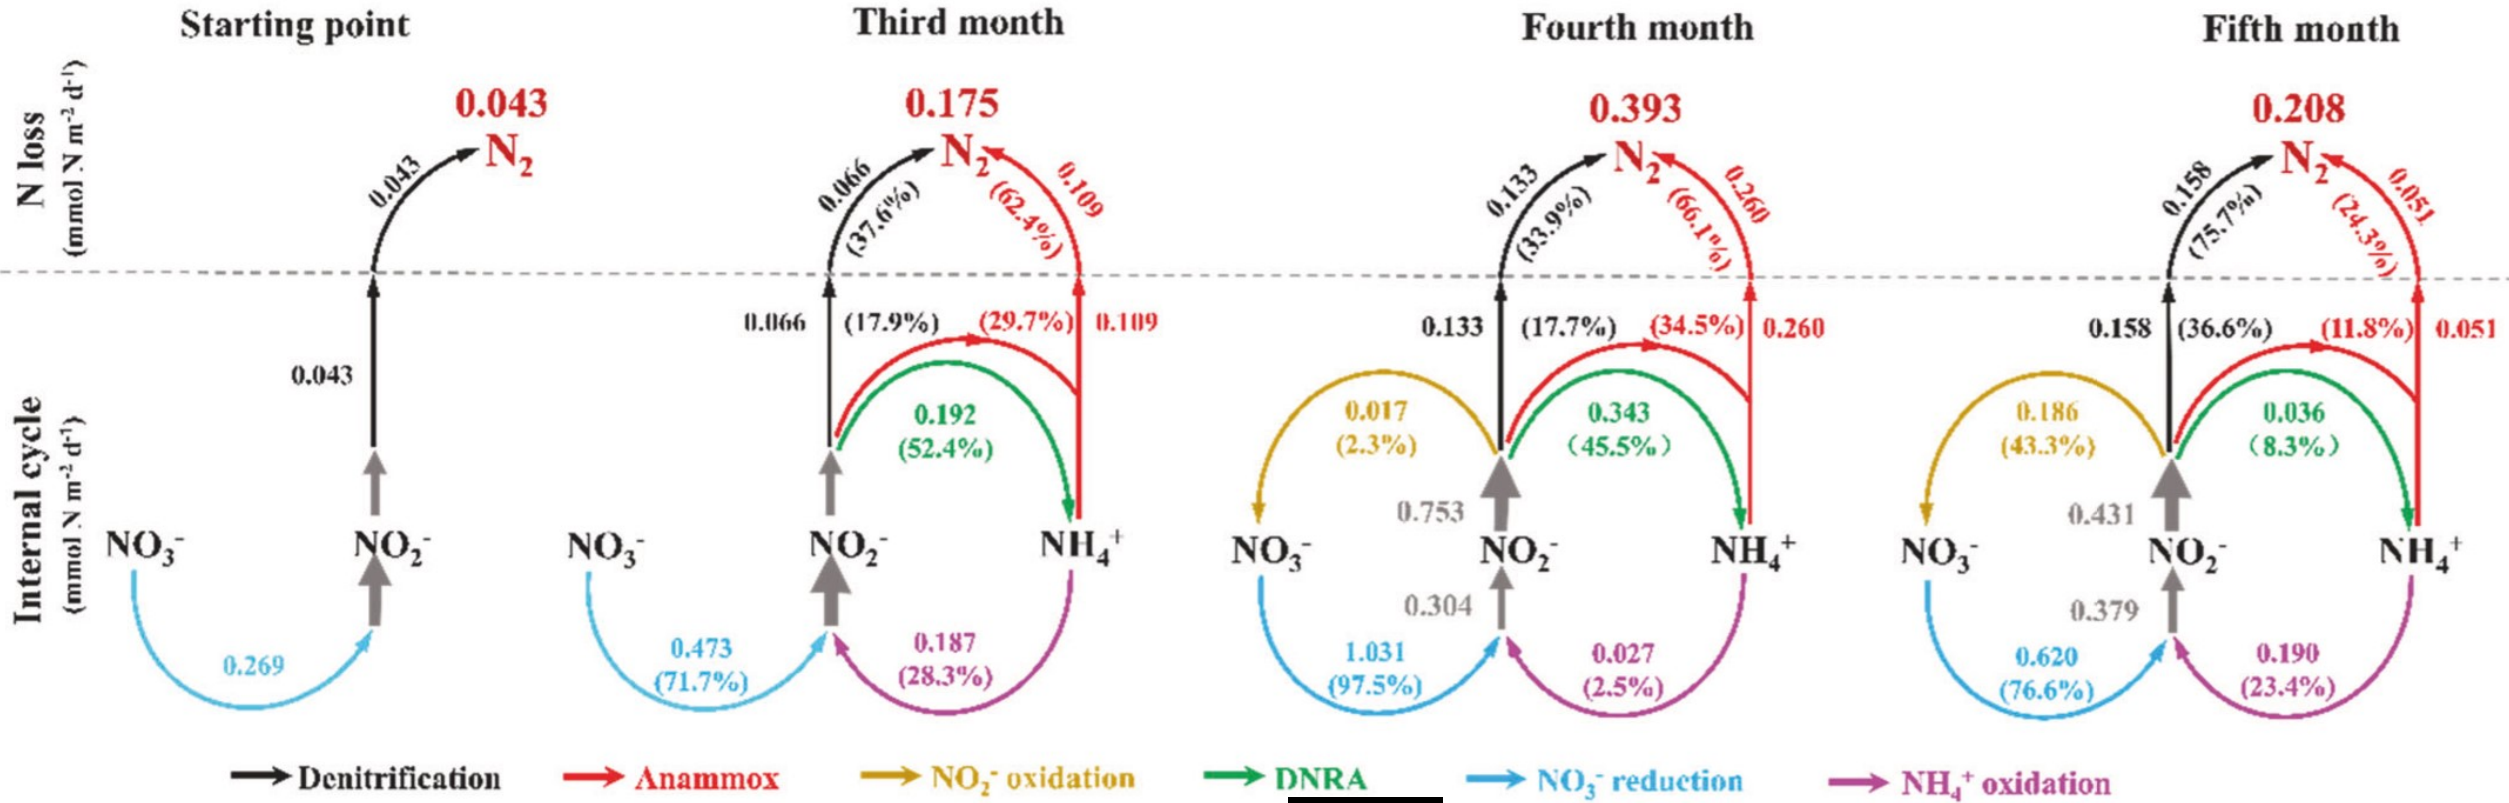 Starting point
Third month
Fourth month
Fifth month
N loss
(mmol N m⁻² d⁻¹)
0.043
N₂
0.043
0.043
0.175
N₂
0.066
(37.6%)
(62.4%)
0.109
0.066
(17.9%)
(29.7%)
0.109
0.393
N₂
0.133
(33.9%)
(66.1%)
0.260
0.133
(17.7%)
(34.5%)
0.260
0.208
N₂
0.158
(75.7%)
(24.3%)
0.051
0.158
(36.6%)
(11.8%)
0.051
Internal cycle
(mmol N m⁻² d⁻¹)
NO₃⁻
NO₂⁻
0.269
0.192
(52.4%)
NO₃⁻
NO₂⁻
NH₄⁺
0.473
(71.7%)
0.187
(28.3%)
0.017
(2.3%)
0.343
(45.5%)
0.753
NO₃⁻
NO₂⁻
NH₄⁺
0.304
1.031
(97.5%)
0.027
(2.5%)
0.186
(43.3%)
0.036
(8.3%)
0.431
NO₃⁻
NO₂⁻
NH₄⁺
0.379
0.620
(76.6%)
0.190
(23.4%)
Denitrification
Anammox
NO₂⁻ oxidation
DNRA
NO₃⁻ reduction
NH₄⁺ oxidation